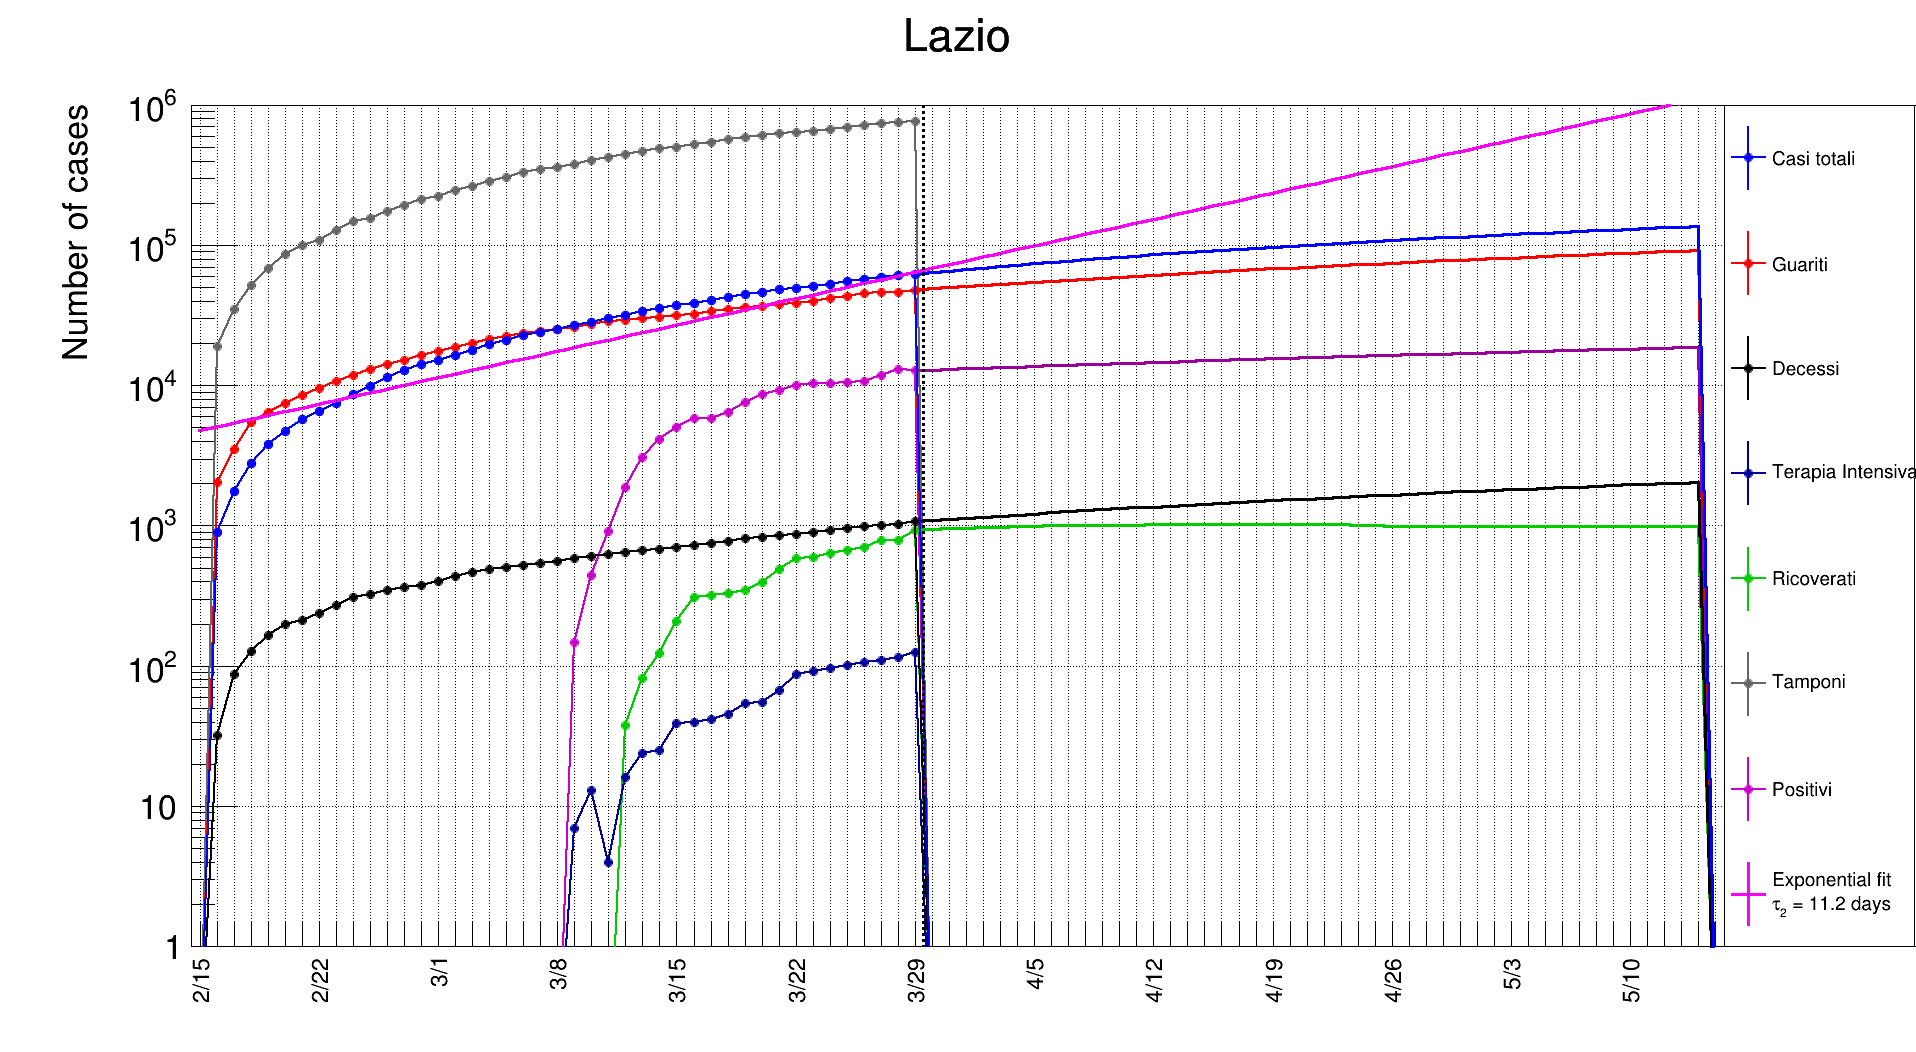 Lazio
Number of cases
10^6
10^5
10^4
10^3
10^2
10
1
2/15 2/22 3/1 3/8 3/15 3/22 3/29 4/5 4/12 4/19 4/26 5/3 5/10
Casi totali
Guariti
Decessi
Terapia Intensiva
Ricoverati
Tamponi
Positivi
Exponential fit
τ_2 = 11.2 days